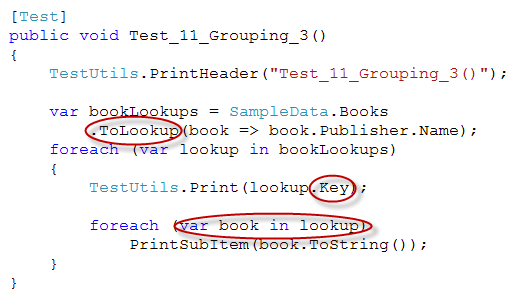 [Test]
public void Test_11_Grouping_3()
{
TestUtils.PrintHeader("Test_11_Grouping_3()");
var bookLookups = SampleData.Books
.ToLookup(book => book.Publisher.Name);
foreach (var lookup in bookLookups)
{
TestUtils.Print(lookup.Key);
foreach (var book in lookup)
PrintSubItem(book.ToString());
}
}